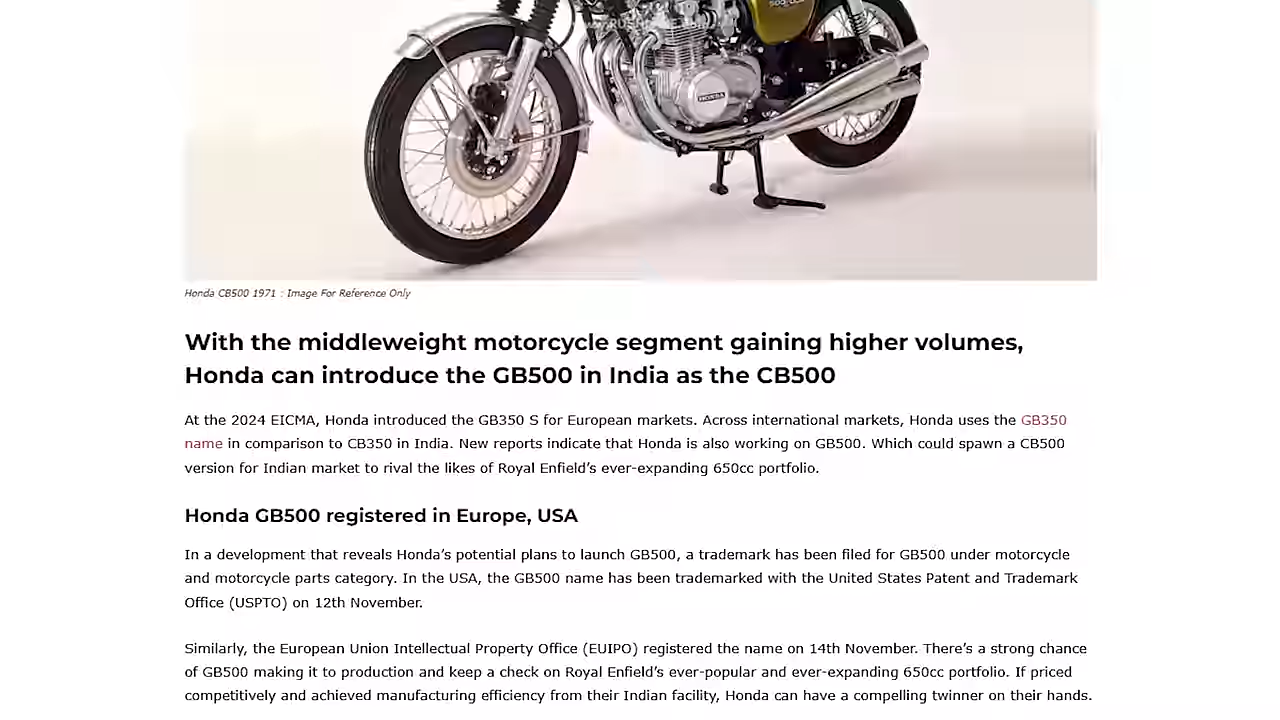 HONDA
Honda CB500 1971 : Image For Reference Only
With the middleweight motorcycle segment gaining higher volumes,
Honda can introduce the GB500 in India as the CB500
At the 2024 EICMA, Honda introduced the GB350 S for European markets. Across international markets, Honda uses the GB350
name in comparison to CB350 in India. New reports indicate that Honda is also working on GB500. Which could spawn a CB500
version for Indian market to rival the likes of Royal Enfield’s ever-expanding 650cc portfolio.
Honda GB500 registered in Europe, USA
In a development that reveals Honda’s potential plans to launch GB500, a trademark has been filed for GB500 under motorcycle
and motorcycle parts category. In the USA, the GB500 name has been trademarked with the United States Patent and Trademark
Office (USPTO) on 12th November.
Similarly, the European Union Intellectual Property Office (EUIPO) registered the name on 14th November. There’s a strong chance
of GB500 making it to production and keep a check on Royal Enfield’s ever-popular and ever-expanding 650cc portfolio. If priced
competitively and achieved manufacturing efficiency from their Indian facility, Honda can have a compelling twinner on their hands.